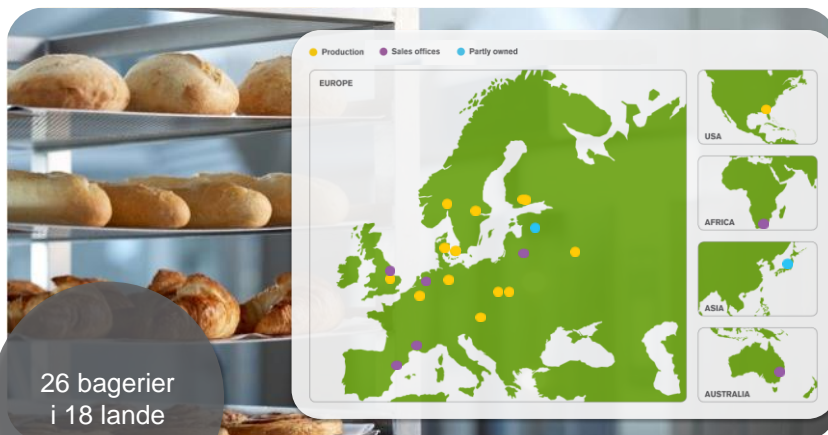 Production
Sales offices
Partly owned
EUROPE
USA
AFRICA
ASIA
AUSTRALIA
26 bagerier
i 18 lande